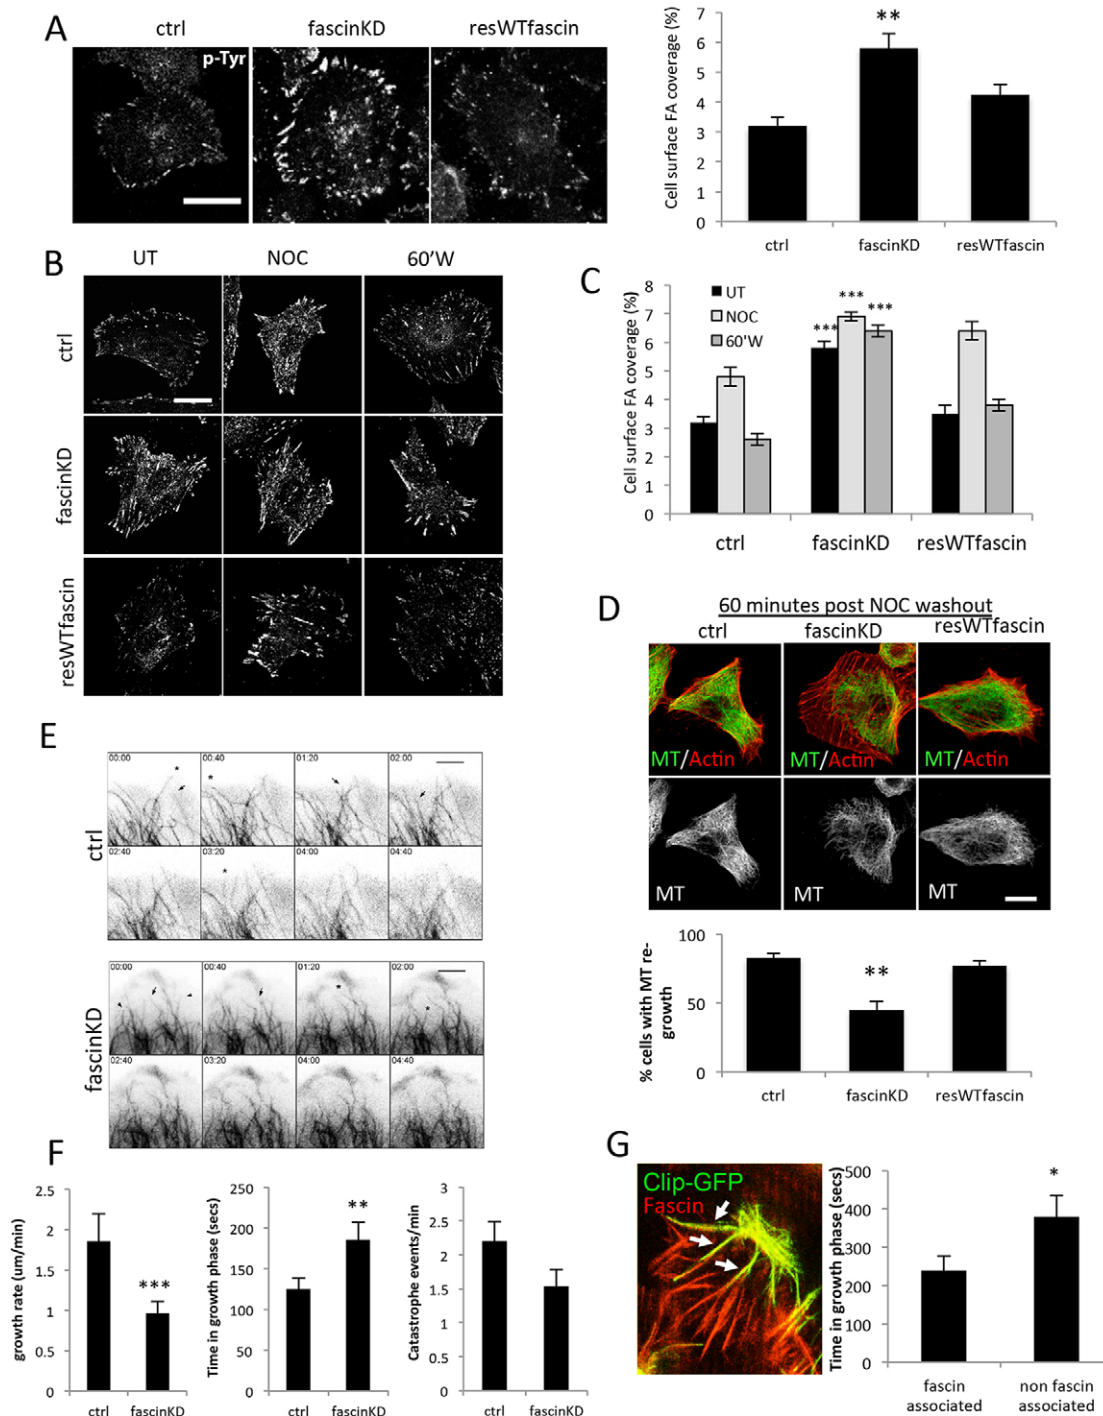 A
ctrl
fascinKD
resWTfascin
p-Tyr
Cell surface FA coverage (%)
7
6
5
4
3
2
1
0
**
ctrl
fascinKD
resWTfascin
B
UT
NOC
60'W
ctrl
fascinKD
resWTfascin
C
Cell surface FA coverage (%)
8
7
6
5
4
3
2
1
0
UT
NOC
60'W
***
***
***
ctrl
fascinKD
resWTfascin
D
60 minutes post NOC washout
ctrl
fascinKD
resWTfascin
MT/Actin
MT/Actin
MT/Actin
MT
MT
MT
% cells with MT re-
growth
100
50
0
**
ctrl
fascinKD
resWTfascin
E
ctrl
00:00
00:40
01:20
02:00
*
*
02:40
03:20
04:00
04:40
*
fascinKD
00:00
00:40
01:20
02:00
*
*
02:40
03:20
04:00
04:40
F
growth rate (um/min)
2.5
2
1.5
1
0.5
0
***
ctrl
fascinKD
Time in growth phase (secs)
250
200
150
100
50
0
**
ctrl
fascinKD
Catastrophe events/min
3
2.5
2
1.5
1
0.5
0
ctrl
fascinKD
G
Clip-GFP
Fascin
Time in growth phase (secs)
500
400
300
200
100
0
*
fascin
associated
non fascin
associated